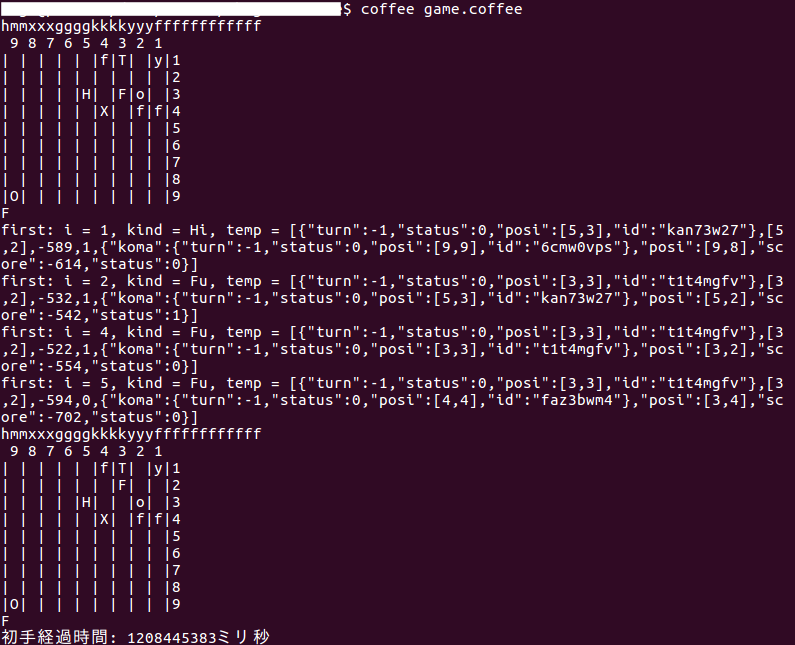 $ coffee game.coffee
hmmxxxggggkkkkyyyffffffffffff
 9 8 7 6 5 4 3 2 1
| | | | | |f|T| |y|1
| | | | | | | | | |2
| | | | |H| |F|o| |3
| | | | | |X| |f|f|4
| | | | | | | | | |5
| | | | | | | | | |6
| | | | | | | | | |7
| | | | | | | | | |8
|O| | | | | | | | |9
F
first: i = 1, kind = Hi, temp = [{"turn":-1,"status":0,"posi":[5,3],"id":"kan73w27"},[5
,2],-589,1,{"koma":{"turn":-1,"status":0,"posi":[9,9],"id":"6cmw0vps"},"posi":[9,8],"sc
ore":-614,"status":0}]
first: i = 2, kind = Fu, temp = [{"turn":-1,"status":0,"posi":[3,3],"id":"t1t4mgfv"},[3
,2],-532,1,{"koma":{"turn":-1,"status":0,"posi":[5,3],"id":"kan73w27"},"posi":[5,2],"sc
ore":-542,"status":1}]
first: i = 4, kind = Fu, temp = [{"turn":-1,"status":0,"posi":[3,3],"id":"t1t4mgfv"},[3
,2],-522,1,{"koma":{"turn":-1,"status":0,"posi":[3,3],"id":"t1t4mgfv"},"posi":[3,2],"sc
ore":-554,"status":0}]
first: i = 5, kind = Fu, temp = [{"turn":-1,"status":0,"posi":[3,3],"id":"t1t4mgfv"},[3
,2],-594,0,{"koma":{"turn":-1,"status":0,"posi":[4,4],"id":"faz3bwm4"},"posi":[3,4],"sc
ore":-702,"status":0}]
hmmxxxggggkkkkyyyffffffffffff
 9 8 7 6 5 4 3 2 1
| | | | | |f|T| |y|1
| | | | | | |F| | |2
| | | | |H| | |o| |3
| | | | | |X| |f|f|4
| | | | | | | | | |5
| | | | | | | | | |6
| | | | | | | | | |7
| | | | | | | | | |8
|O| | | | | | | | |9
F
初手経過時間: 1208445383ミリ秒